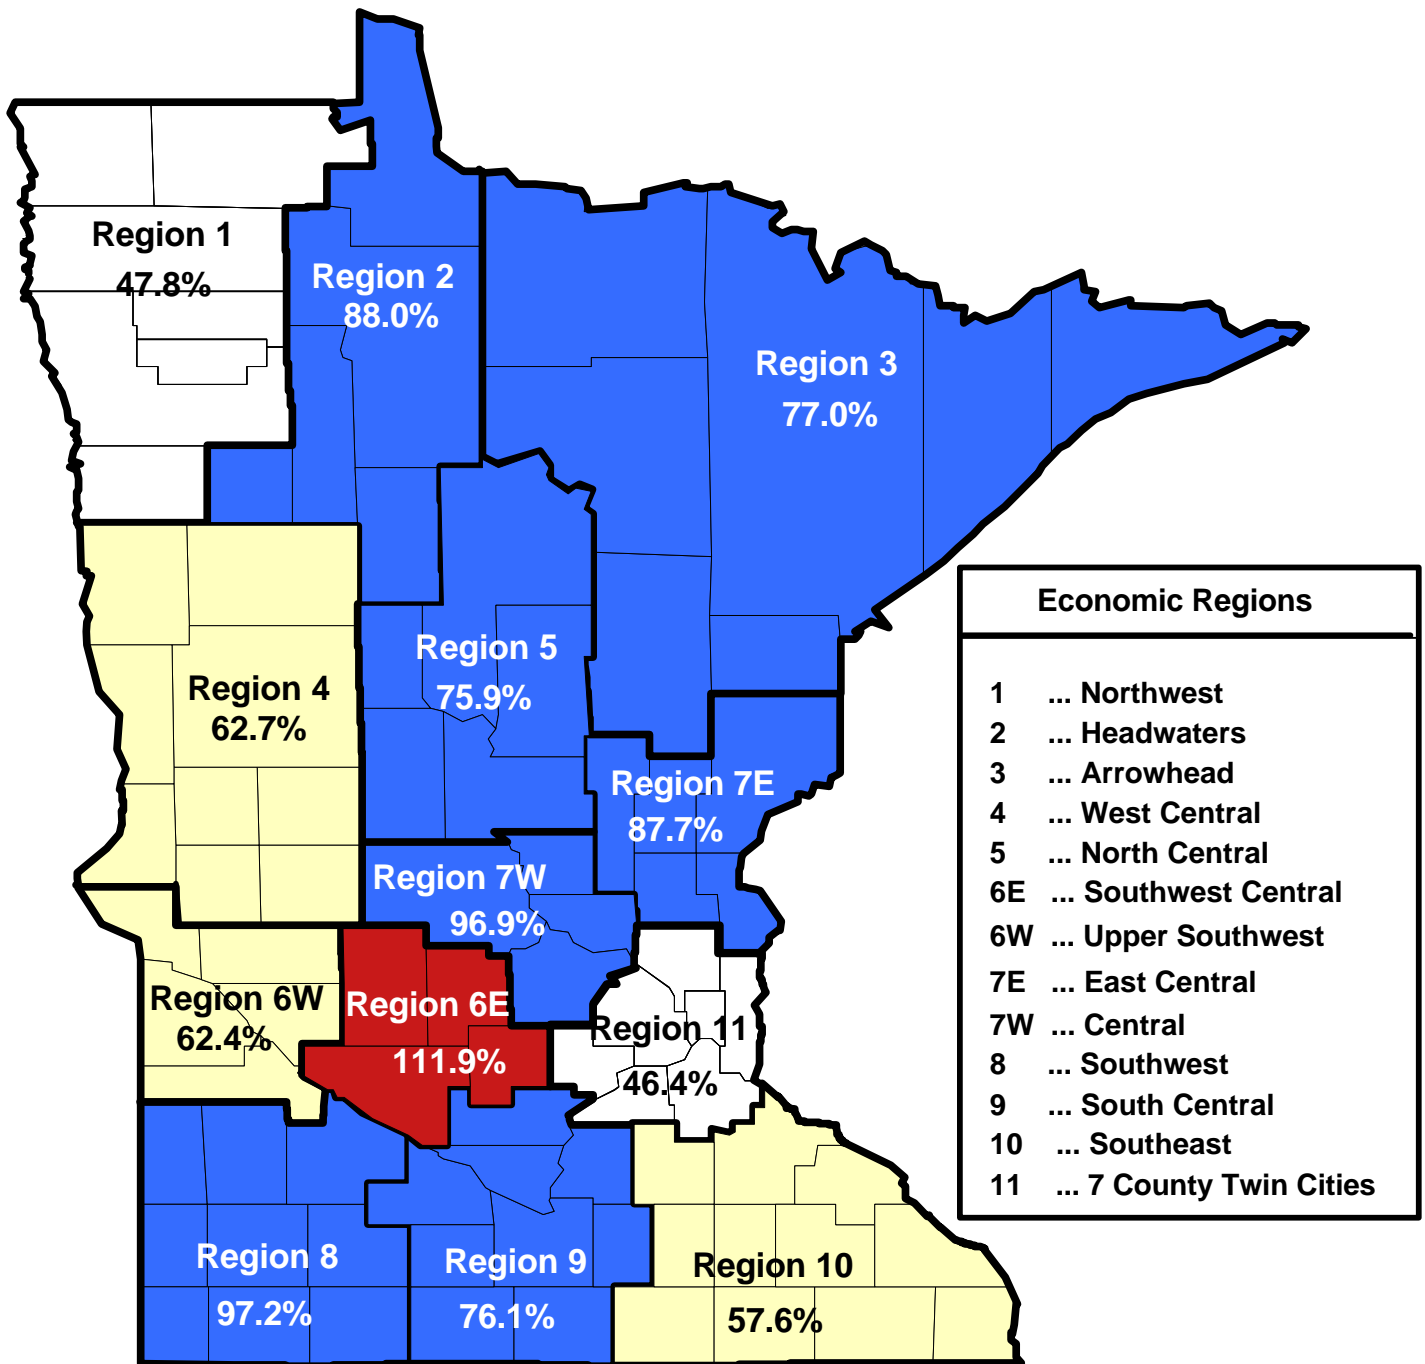 Region 1
47.8%
Region 2
88.0%
Region 3
77.0%
Region 4
62.7%
Region 5
75.9%
Region 7E
87.7%
Region 7W
96.9%
Region 6W
62.4%
Region 6E
111.9%
Region 11
46.4%
Region 8
97.2%
Region 9
76.1%
Region 10
57.6%
Economic Regions
1 ... Northwest
2 ... Headwaters
3 ... Arrowhead
4 ... West Central
5 ... North Central
6E ... Southwest Central
6W ... Upper Southwest
7E ... East Central
7W ... Central
8 ... Southwest
9 ... South Central
10 ... Southeast
11 ... 7 County Twin Cities